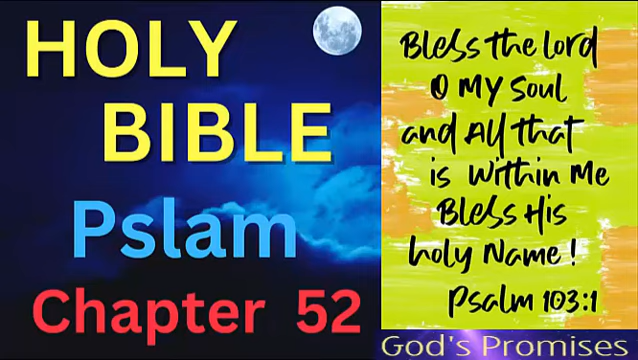 HOLY
BIBLE
Pslam
Chapter 52
Bless the lord
O MY Soul
and All that
is Within Me
Bless His
holy Name!
Psalm 103:1
God's Promises